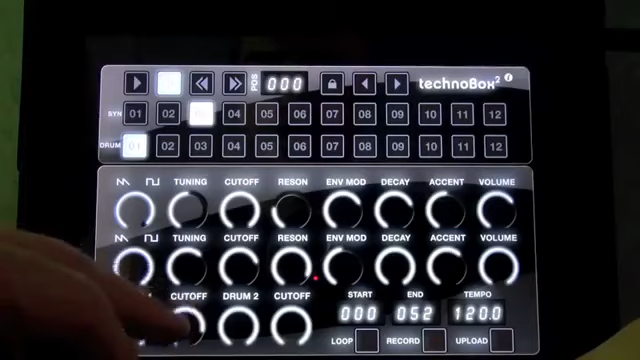 POS 000 technoBox2 i
SYN 01 02 04 05 06 07 08 09 10 11 12
DRUM 01 02 03 04 05 06 07 08 09 10 11 12
TUNING CUTOFF RESON ENV MOD DECAY ACCENT VOLUME
TUNING CUTOFF RESON ENV MOD DECAY ACCENT VOLUME
CUTOFF DRUM 2 CUTOFF START END TEMPO
000 052 120.0
LOOP RECORD UPLOAD